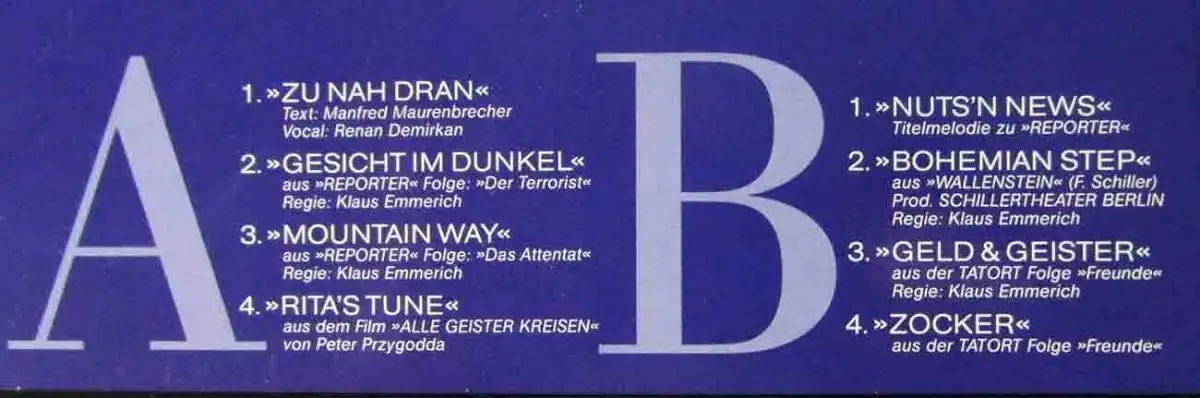 A
1. »ZU NAH DRAN«
Text: Manfred Maurenbrecher
Vocal: Renan Demirkan
2. »GESICHT IM DUNKEL«
aus »REPORTER« Folge: »Der Terrorist«
Regie: Klaus Emmerich
3. »MOUNTAIN WAY«
aus »REPORTER« Folge: »Das Attentat«
Regie: Klaus Emmerich
4. »RITA'S TUNE«
aus dem Film »ALLE GEISTER KREISEN«
von Peter Przygodda
B
1. »NUTS'N NEWS«
Titelmelodie zu »REPORTER«
2. »BOHEMIAN STEP«
aus »WALLENSTEIN« (F. Schiller)
Prod. SCHILLERTHEATER BERLIN
Regie: Klaus Emmerich
3. »GELD & GEISTER«
aus der TATORT Folge »Freunde«
Regie: Klaus Emmerich
4. »ZOCKER«
aus der TATORT Folge »Freunde«